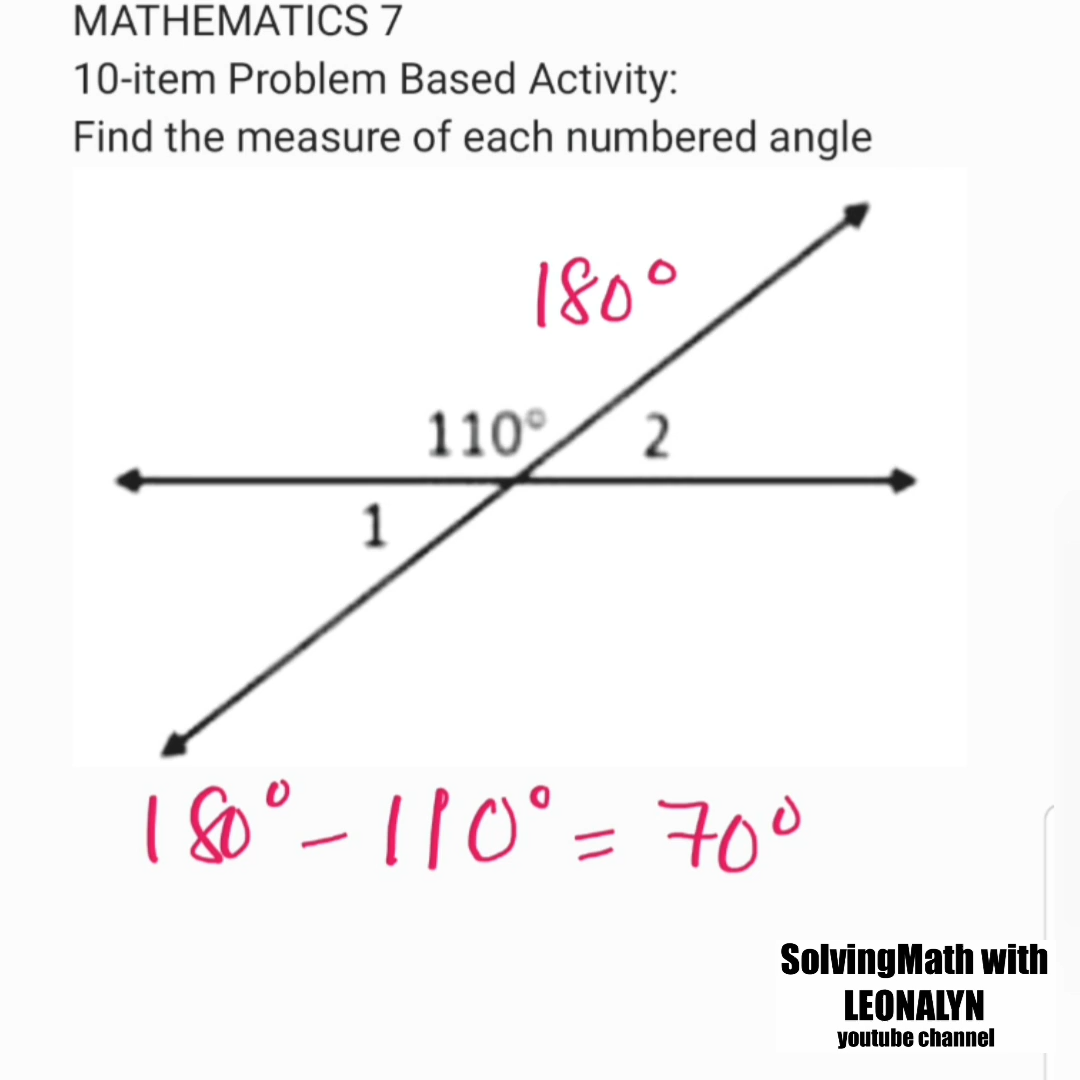 MATHEMATICS 7
10-item Problem Based Activity:
Find the measure of each numbered angle
180°
110° 2
1
180° - 110° = 70°
SolvingMath with
LEONALYN
youtube channel